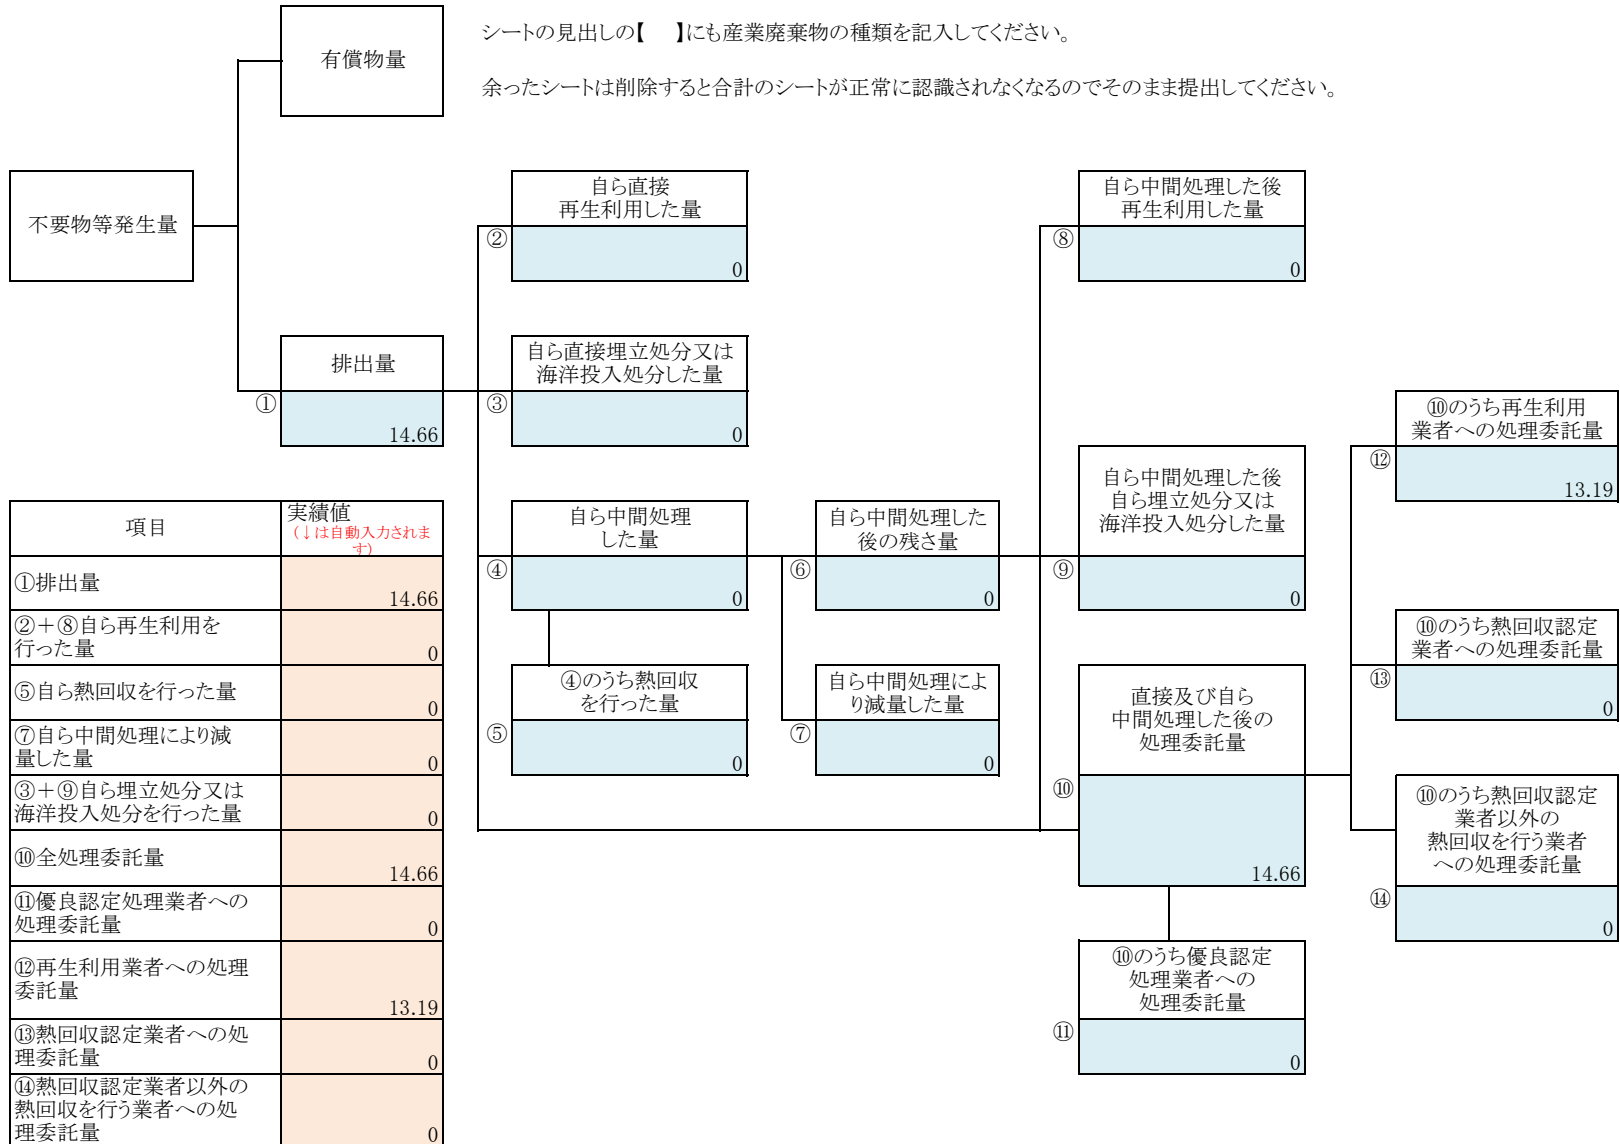 シートの見出しの【　】にも産業廃棄物の種類を記入してください。
余ったシートは削除すると合計のシートが正常に認識されなくなるのでそのまま提出してください。
有償物量
不要物等発生量
排出量
①
14.66
自ら直接
再生利用した量
②
0
自ら直接埋立処分又は
海洋投入処分した量
③
0
自ら中間処理
した量
④
0
④のうち熱回収
を行った量
⑤
0
自ら中間処理した
後の残さ量
⑥
0
自ら中間処理によ
り減量した量
⑦
0
自ら中間処理した後
再生利用した量
⑧
0
自ら中間処理した後
自ら埋立処分又は
海洋投入処分した量
⑨
0
直接及び自ら
中間処理した後の
処理委託量
⑩
14.66
⑩のうち優良認定
処理業者への
処理委託量
⑪
0
⑩のうち再生利用
業者への処理委託量
⑫
13.19
⑩のうち熱回収認定
業者への処理委託量
⑬
0
⑩のうち熱回収認定
業者以外の
熱回収を行う業者
への処理委託量
⑭
0
項目
実績値
(↓は自動入力されま
す)
①排出量
14.66
②＋⑧自ら再生利用を
行った量
0
⑤自ら熱回収を行った量
0
⑦自ら中間処理により減
量した量
0
③＋⑨自ら埋立処分又は
海洋投入処分を行った量
0
⑩全処理委託量
14.66
⑪優良認定処理業者への
処理委託量
0
⑫再生利用業者への処理
委託量
13.19
⑬熱回収認定業者への処
理委託量
0
⑭熱回収認定業者以外の
熱回収を行う業者への処
理委託量
0